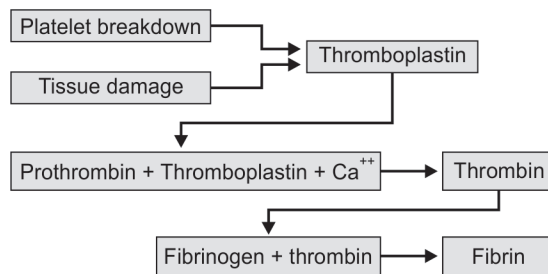 Platelet breakdown
Thromboplastin
Tissue damage
Prothrombin + Thromboplastin + Ca⁺⁺
Thrombin
Fibrinogen + thrombin
Fibrin